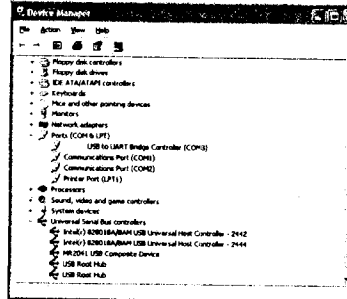 Device Manager
File Action View Help
Floppy disk controllers
Floppy disk drives
IDE ATA/ATAPI controllers
Keyboards
Mice and other pointing devices
Monitors
Network adapters
Ports (COM & LPT)
USB to UART Bridge Controller (COM3)
Communications Port (COM1)
Communications Port (COM2)
Printer Port (LPT1)
Processors
Sound, video and game controllers
System devices
Universal Serial Bus controllers
Intel(r) 82801BA/BAM USB Universal Host Controller - 2442
Intel(r) 82801BA/BAM USB Universal Host Controller - 2444
MR2041 USB Composite Device
USB Root Hub
USB Root Hub